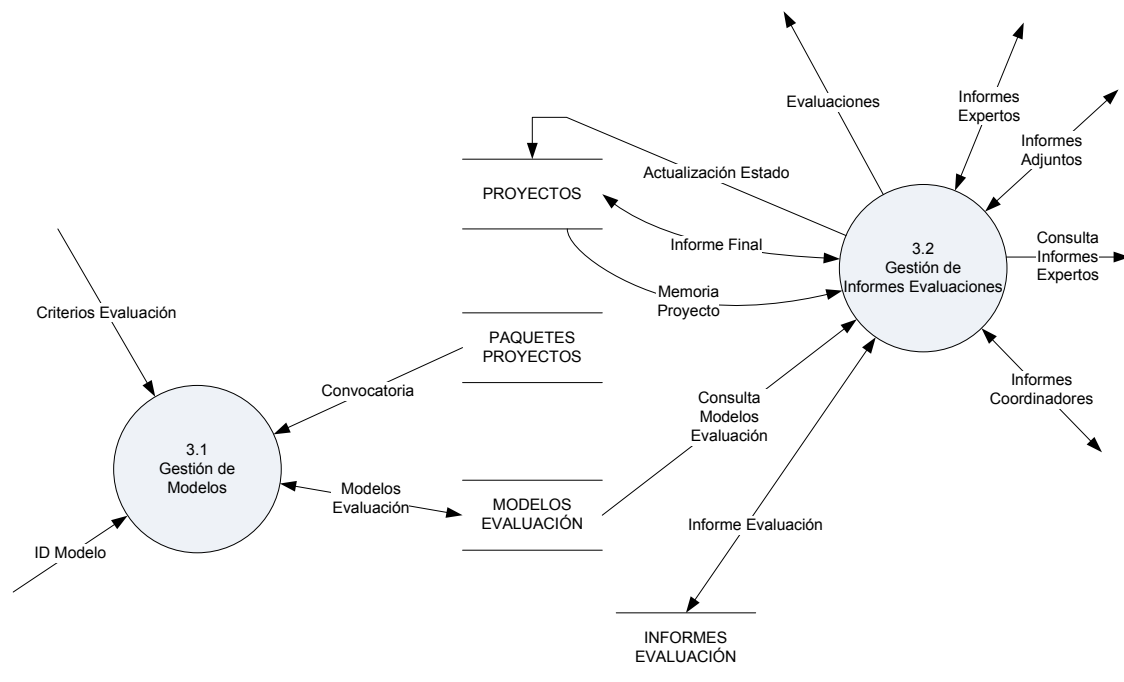 Evaluaciones
Informes
Expertos
Informes
Adjuntos
Actualización Estado
PROYECTOS
Informe Final
3.2
Gestión de
Informes Evaluaciones
Consulta
Informes
Expertos
Memoria
Proyecto
Criterios Evaluación
PAQUETES
PROYECTOS
Convocatoria
Informes
Coordinadores
Consulta
Modelos
Evaluación
3.1
Gestión de
Modelos
Modelos
Evaluación
MODELOS
EVALUACIÓN
Informe Evaluación
ID Modelo
INFORMES
EVALUACIÓN